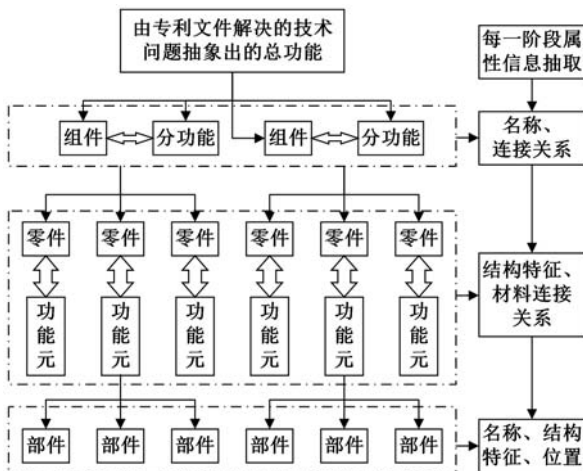 由专利文件解决的技术
问题抽象出的总功能
每一阶段属
性信息抽取
组件
分功能
组件
分功能
名称、
连接关系
零件
零件
零件
零件
零件
零件
结构特征、
材料连接
关系
功能元
功能元
功能元
功能元
功能元
功能元
部件
部件
部件
部件
部件
部件
名称、结构
特征、位置